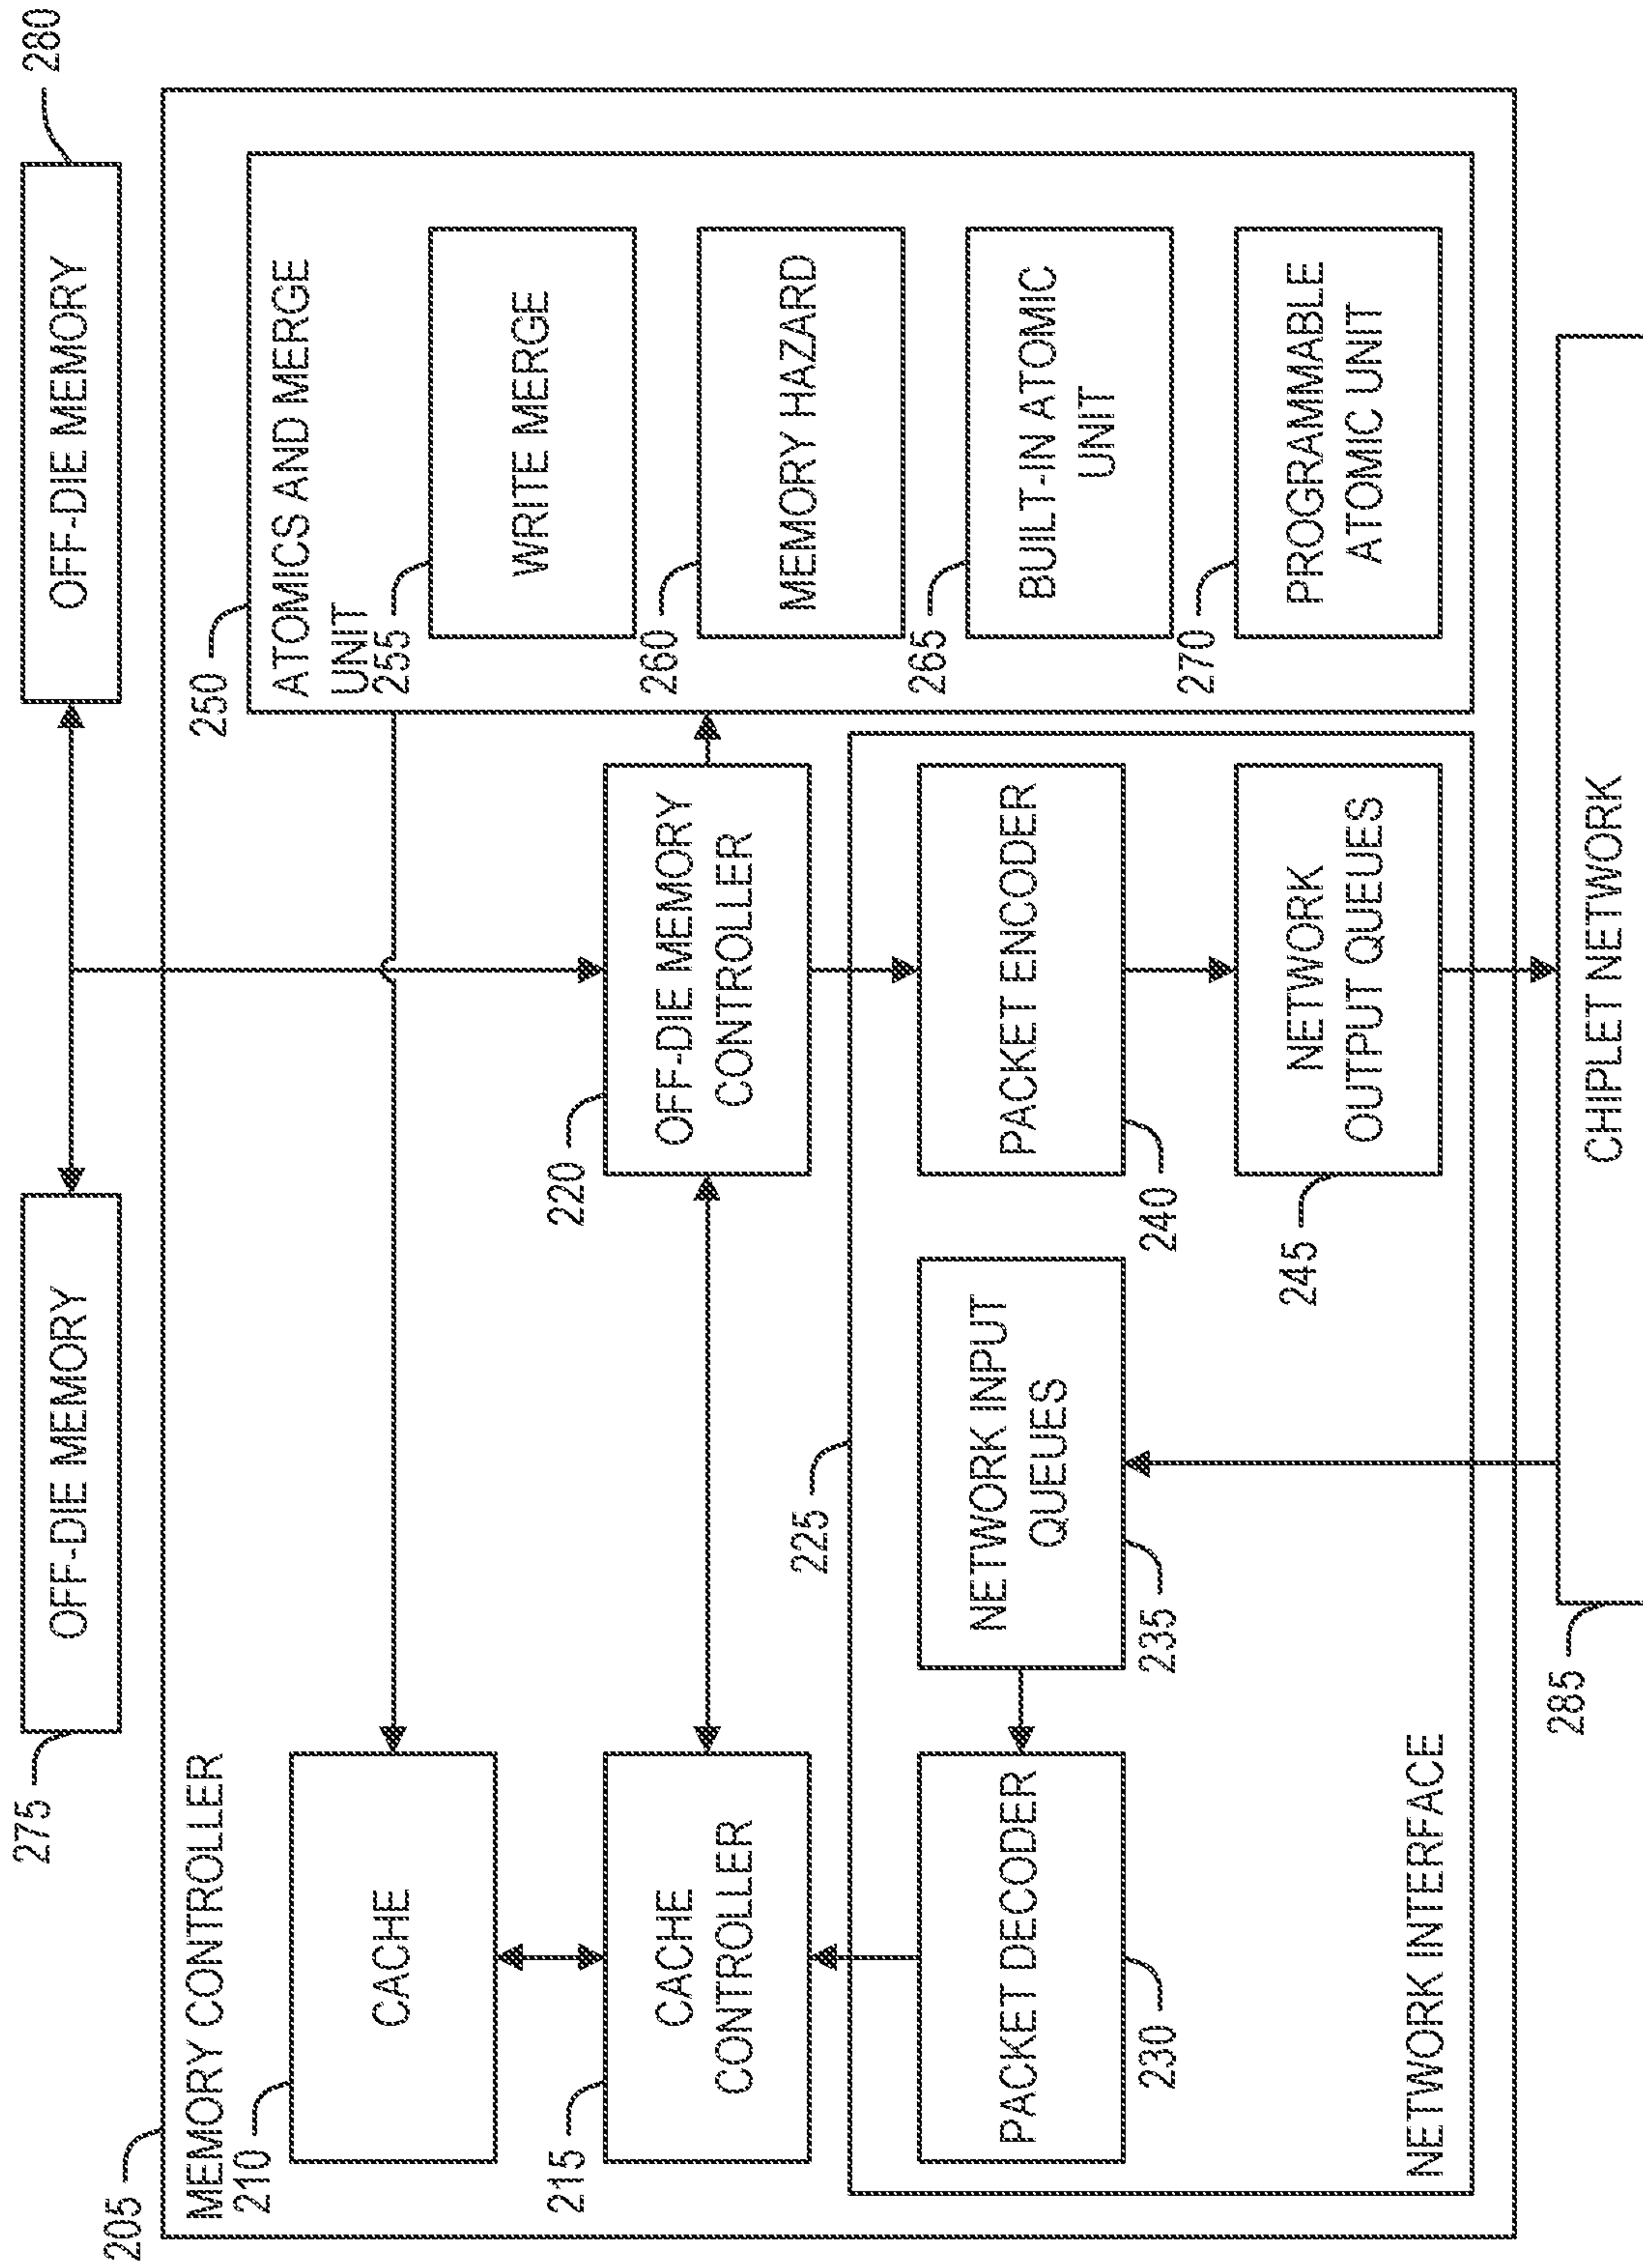 275
OFF-DIE MEMORY
OFF-DIE MEMORY
280
205
MEMORY CONTROLLER
210
CACHE
215
CACHE
CONTROLLER
220
OFF-DIE MEMORY
CONTROLLER
250
ATOMICS AND MERGE
UNIT
255
WRITE MERGE
260
MEMORY HAZARD
265
BUILT-IN ATOMIC
UNIT
270
PROGRAMMABLE
ATOMIC UNIT
225
PACKET DECODER
230
NETWORK INPUT
QUEUES
235
PACKET ENCODER
240
NETWORK
OUTPUT QUEUES
245
NETWORK INTERFACE
285
CHIPLET NETWORK